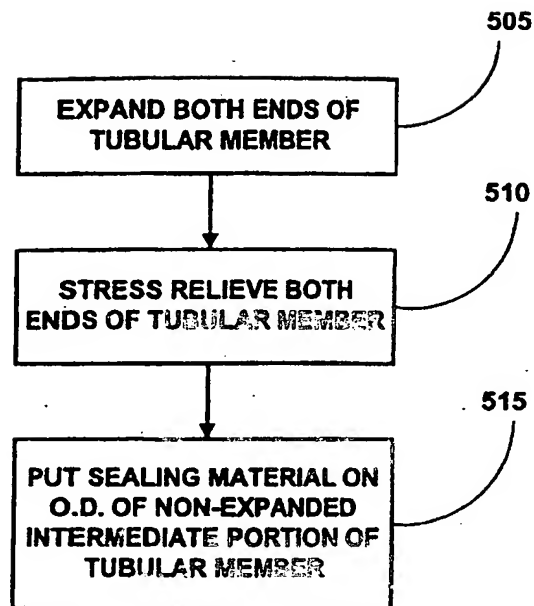 505
EXPAND BOTH ENDS OF
TUBULAR MEMBER
510
STRESS RELIEVE BOTH
ENDS OF TUBULAR MEMBER
515
PUT SEALING MATERIAL ON
O.D. OF NON-EXPANDED
INTERMEDIATE PORTION OF
TUBULAR MEMBER